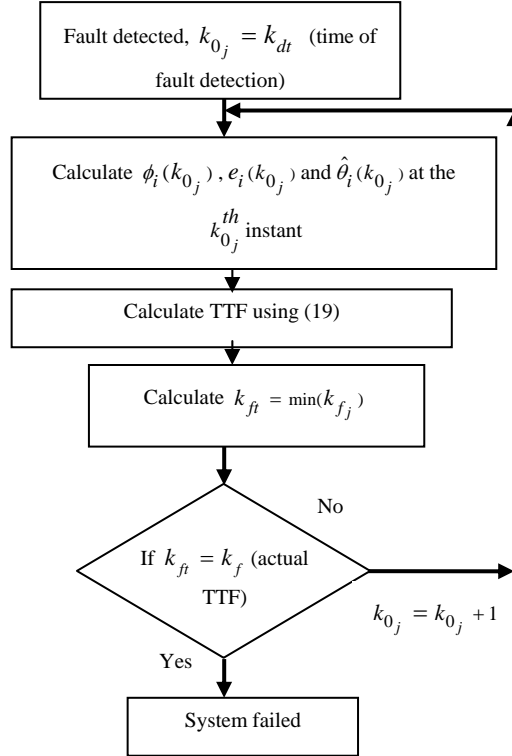 Fault detected, k_{0_j} = k_{dt} (time of
fault detection)
Calculate ϕ_i(k_{0_j}) , e_i(k_{0_j}) and θ̂_i(k_{0_j}) at the
k_{0_j}^{th} instant
Calculate TTF using (19)
Calculate k_{ft} = min(k_{f_j})
No
If k_{ft} = k_f (actual
TTF)
k_{0_j} = k_{0_j} + 1
Yes
System failed